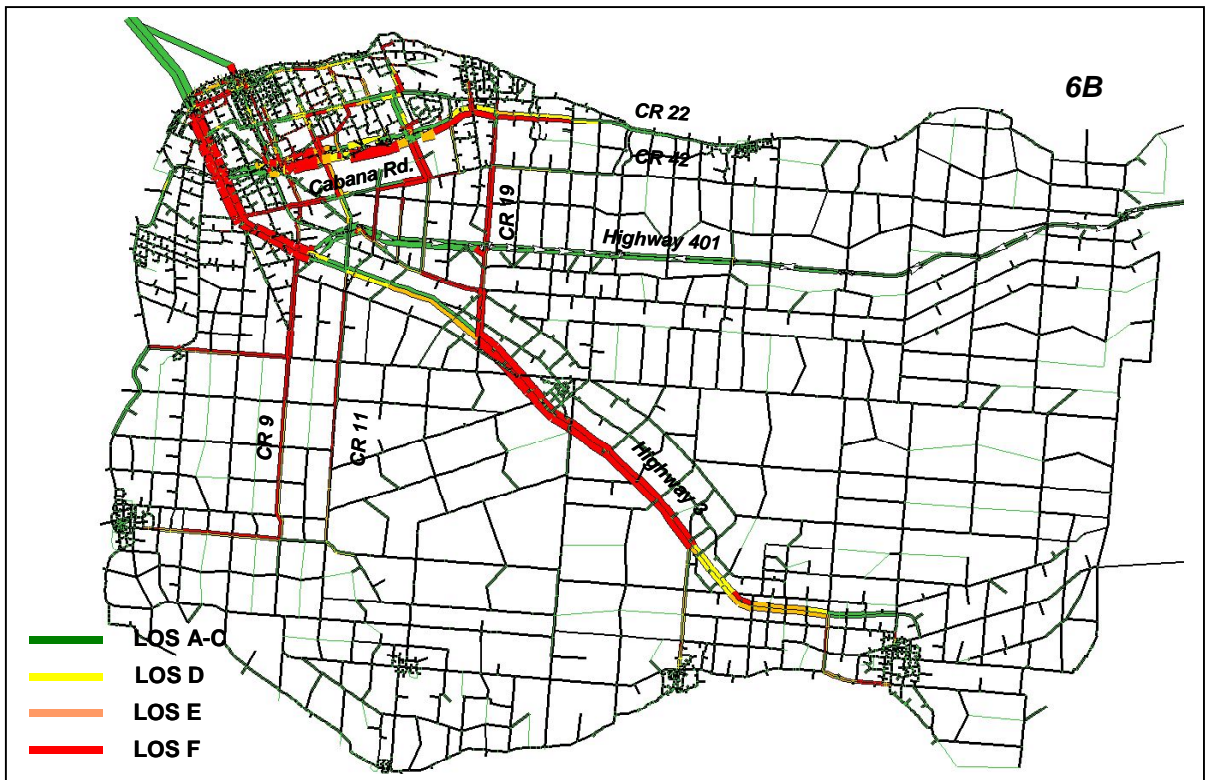 6B
CR 22
CR 42
Cabana Rd.
CR 19
Highway 401
CR 9
CR 11
Highway 3
LOS A-C
LOS D
LOS E
LOS F